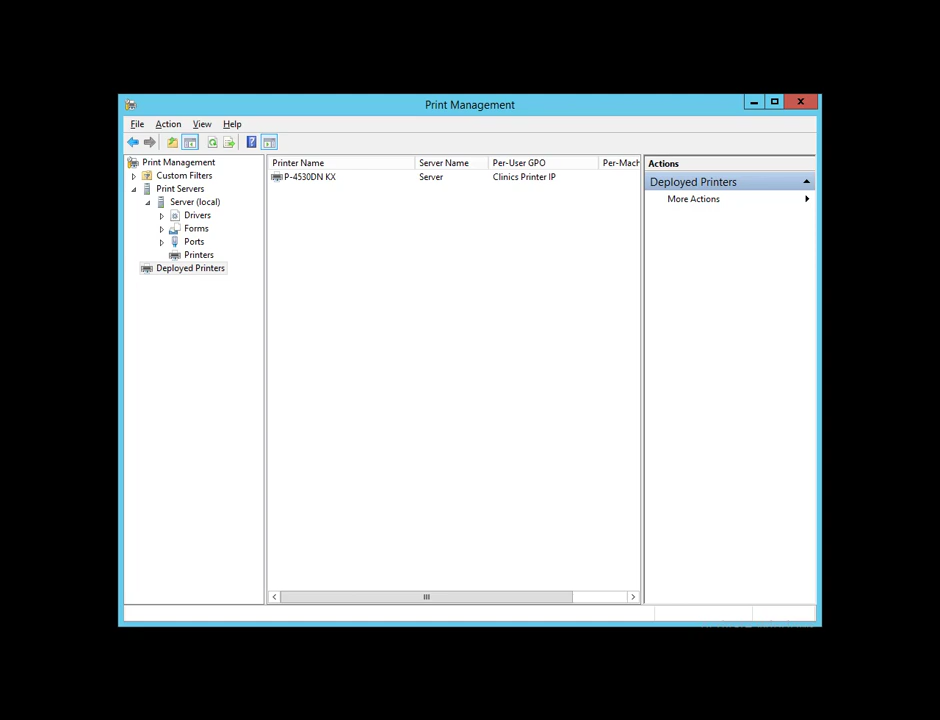 Print Management
File Action View Help
Print Management
Custom Filters
Print Servers
Server (local)
Drivers
Forms
Ports
Printers
Deployed Printers
Printer Name Server Name Per-User GPO Per-Mach
P-4530DN KX Server Clinics Printer IP
Actions
Deployed Printers
More Actions